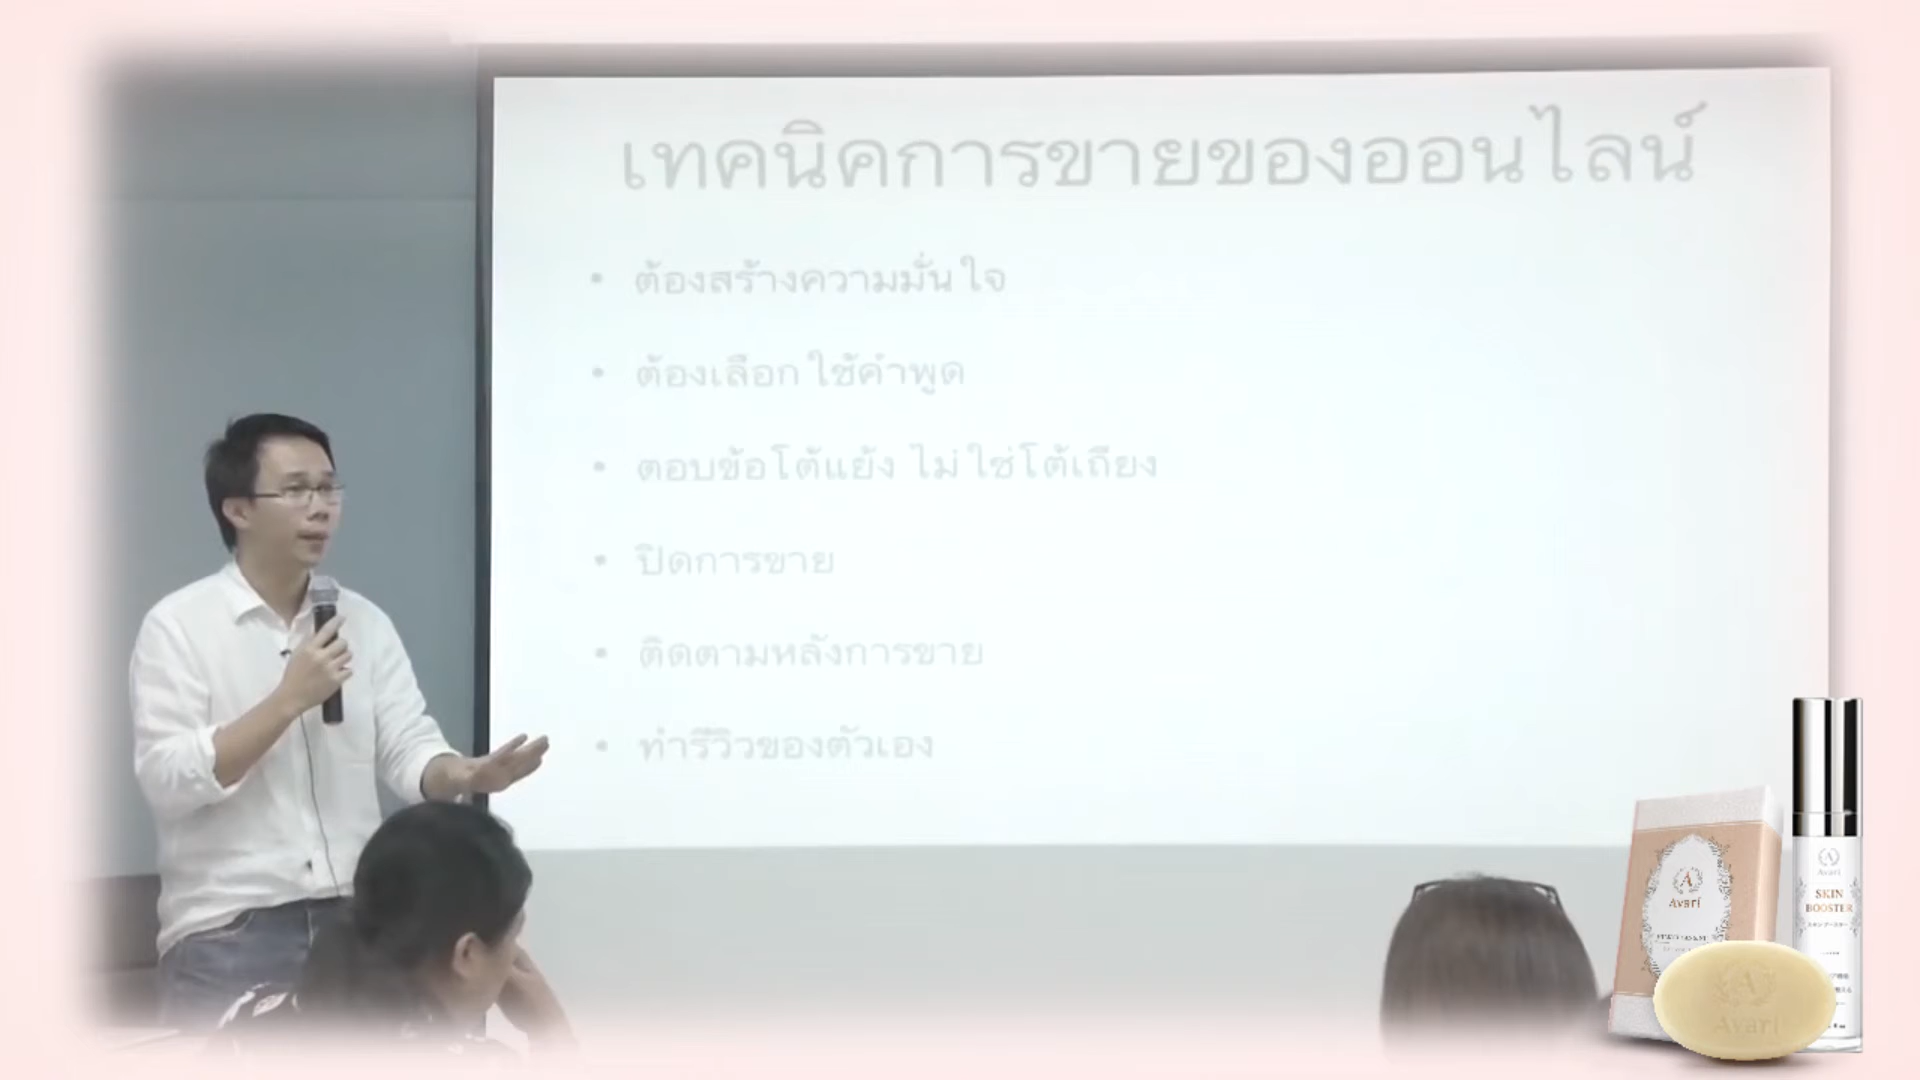 เทคนิคการขายของออนไลน์
• ต้องสร้างความมั่นใจ
• ต้องเลือกใช้คำพูด
• ตอบข้อโต้แย้ง ไม่ใช่โต้เถียง
• ปิดการขาย
• ติดตามหลังการขาย
• ทำรีวิวของตัวเอง
A
Avari
A
Avari
SKIN
BOOSTER
Avari